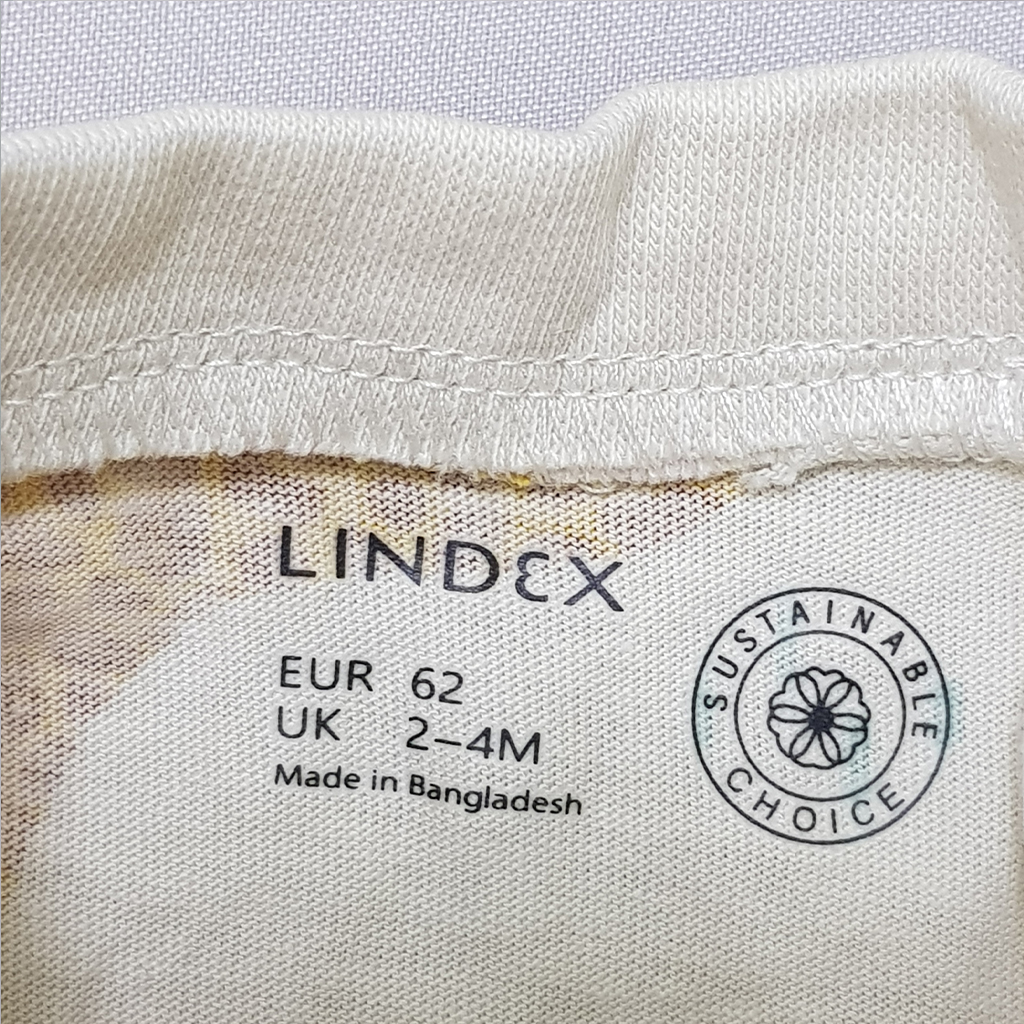 LINDEX
EUR 62
UK 2–4M
Made in Bangladesh
SUSTAINABLE
CHOICE